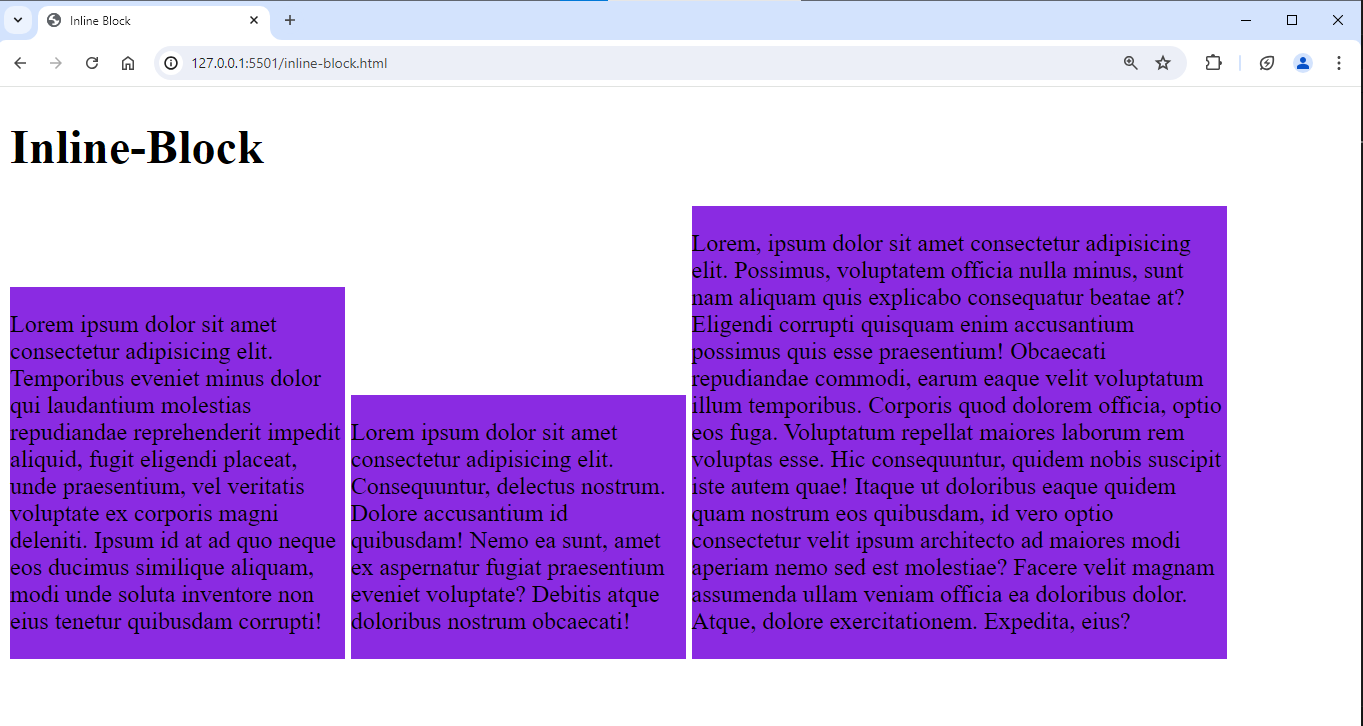 Inline Block
127.0.0.1:5501/inline-block.html
Inline-Block
Lorem ipsum dolor sit amet
consectetur adipisicing elit.
Temporibus eveniet minus dolor
qui laudantium molestias
repudiandae reprehenderit impedit
aliquid, fugit eligendi placeat,
unde praesentium, vel veritatis
voluptate ex corporis magni
deleniti. Ipsum id at ad quo neque
eos ducimus similique aliquam,
modi unde soluta inventore non
eius tenetur quibusdam corrupti!
Lorem ipsum dolor sit amet
consectetur adipisicing elit.
Consequuntur, delectus nostrum.
Dolore accusantium id
quibusdam! Nemo ea sunt, amet
ex aspernatur fugiat praesentium
eveniet voluptate? Debitis atque
doloribus nostrum obcaecati!
Lorem, ipsum dolor sit amet consectetur adipisicing
elit. Possimus, voluptatem officia nulla minus, sunt
nam aliquam quis explicabo consequatur beatae at?
Eligendi corrupti quisquam enim accusantium
possimus quis esse praesentium! Obcaecati
repudiandae commodi, earum eaque velit voluptatum
illum temporibus. Corporis quod dolorem officia, optio
eos fuga. Voluptatum repellat maiores laborum rem
voluptas esse. Hic consequuntur, quidem nobis suscipit
iste autem quae! Itaque ut doloribus eaque quidem
quam nostrum eos quibusdam, id vero optio
consectetur velit ipsum architecto ad maiores modi
aperiam nemo sed est molestiae? Facere velit magnam
assumenda ullam veniam officia ea doloribus dolor.
Atque, dolore exercitationem. Expedita, eius?